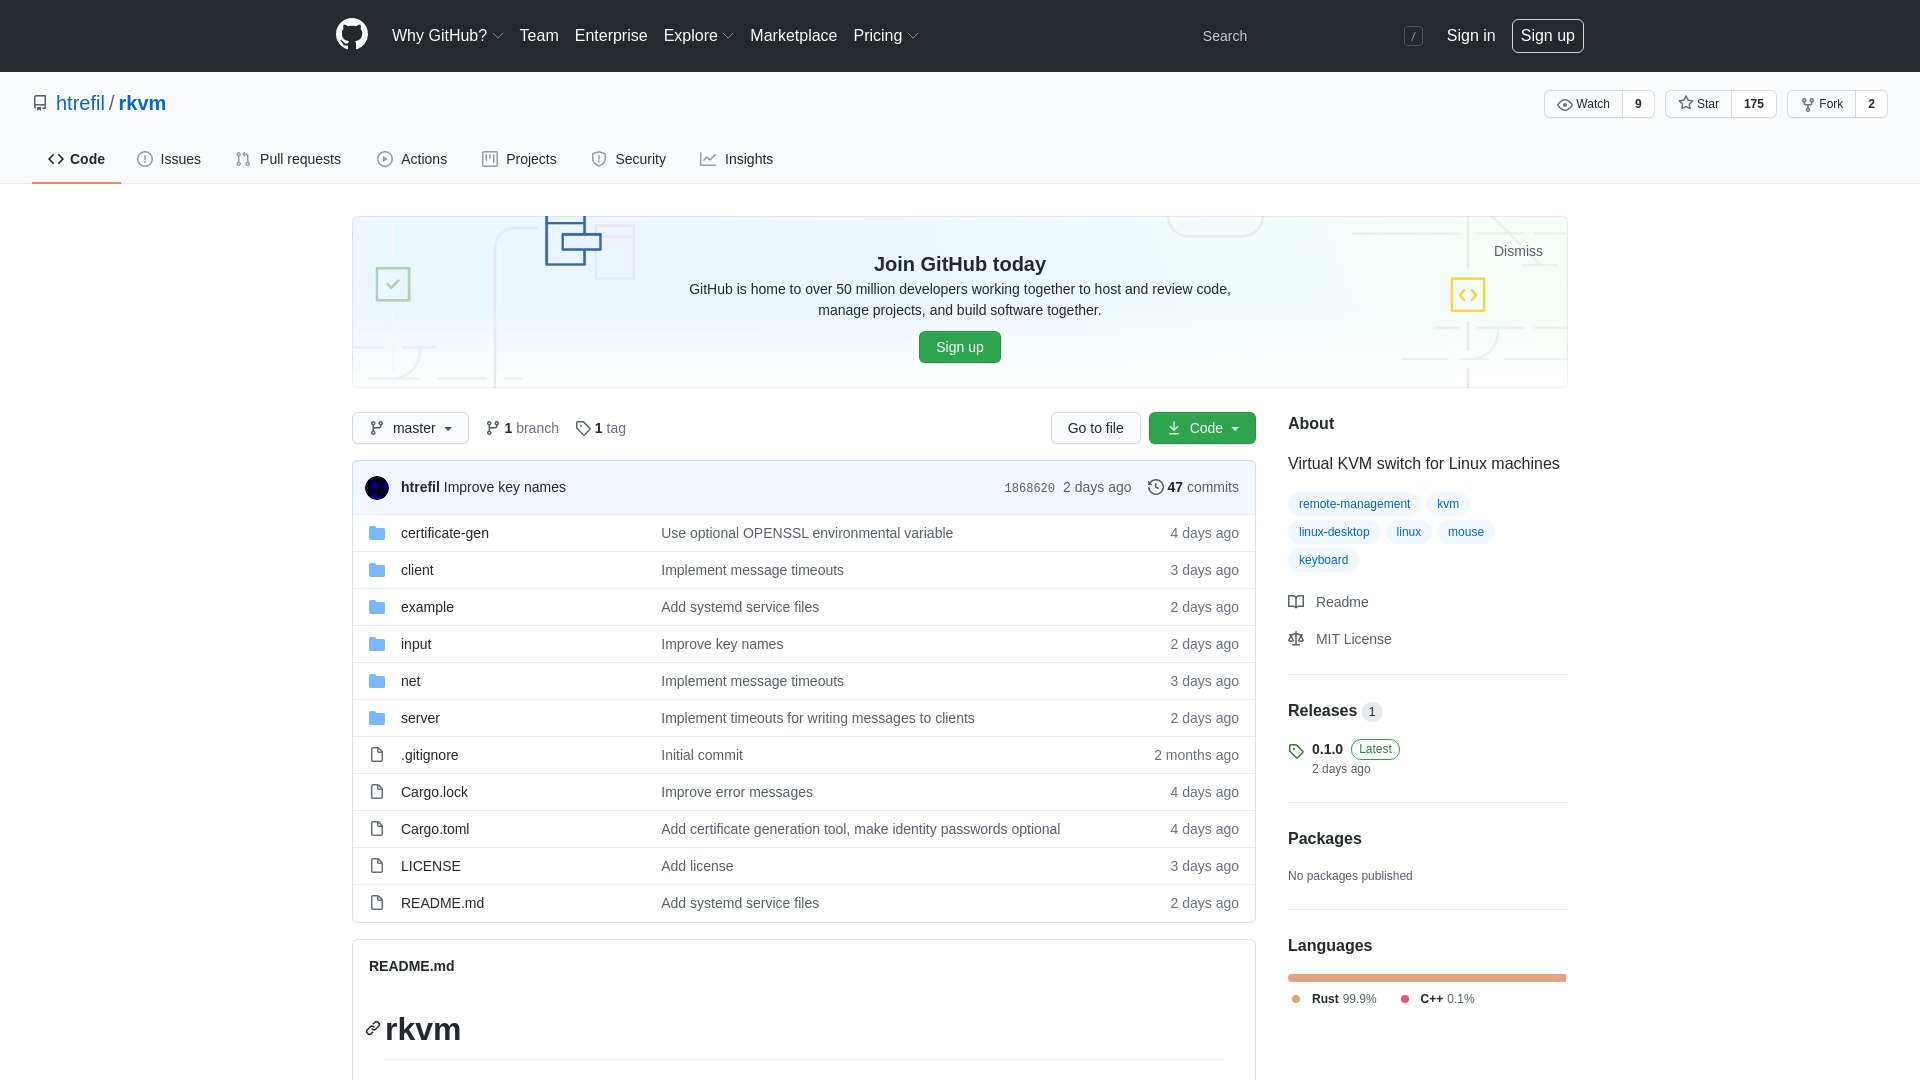 Why GitHub? Team Enterprise Explore Marketplace Pricing Search / Sign in Sign up
htrefil / rkvm Watch 9 Star 175 Fork 2
Code Issues Pull requests Actions Projects Security Insights
Dismiss
Join GitHub today
GitHub is home to over 50 million developers working together to host and review code,
manage projects, and build software together.
Sign up
master 1 branch 1 tag Go to file Code
htrefil Improve key names 1868620 2 days ago 47 commits
certificate-gen Use optional OPENSSL environmental variable 4 days ago
client Implement message timeouts 3 days ago
example Add systemd service files 2 days ago
input Improve key names 2 days ago
net Implement message timeouts 3 days ago
server Implement timeouts for writing messages to clients 2 days ago
.gitignore Initial commit 2 months ago
Cargo.lock Improve error messages 4 days ago
Cargo.toml Add certificate generation tool, make identity passwords optional 4 days ago
LICENSE Add license 3 days ago
README.md Add systemd service files 2 days ago
README.md
rkvm
About
Virtual KVM switch for Linux machines
remote-management kvm
linux-desktop linux mouse
keyboard
Readme
MIT License
Releases 1
0.1.0 Latest
2 days ago
Packages
No packages published
Languages
Rust 99.9% C++ 0.1%